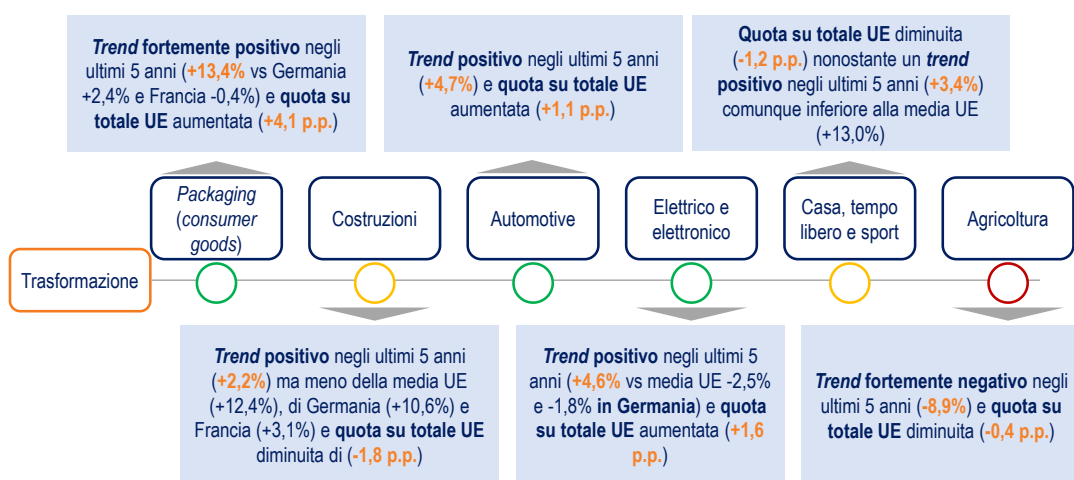 Trend fortemente positivo negli
ultimi 5 anni (+13,4% vs Germania
+2,4% e Francia -0,4%) e quota su
totale UE aumentata (+4,1 p.p.)
Trend positivo negli ultimi 5 anni
(+4,7%) e quota su totale UE
aumentata (+1,1 p.p.)
Quota su totale UE diminuita
(-1,2 p.p.) nonostante un trend
positivo negli ultimi 5 anni (+3,4%)
comunque inferiore alla media UE
(+13,0%)
Packaging
(consumer
goods)
Costruzioni
Automotive
Elettrico e
elettronico
Casa, tempo
libero e sport
Agricoltura
Trasformazione
Trend positivo negli ultimi 5 anni
(+2,2%) ma meno della media UE
(+12,4%), di Germania (+10,6%) e
Francia (+3,1%) e quota su totale UE
diminuita di (-1,8 p.p.)
Trend positivo negli ultimi 5
anni (+4,6% vs media UE -2,5%
e -1,8% in Germania) e quota
su totale UE aumentata (+1,6
p.p.)
Trend fortemente negativo negli
ultimi 5 anni (-8,9%) e quota su
totale UE diminuita (-0,4 p.p.)